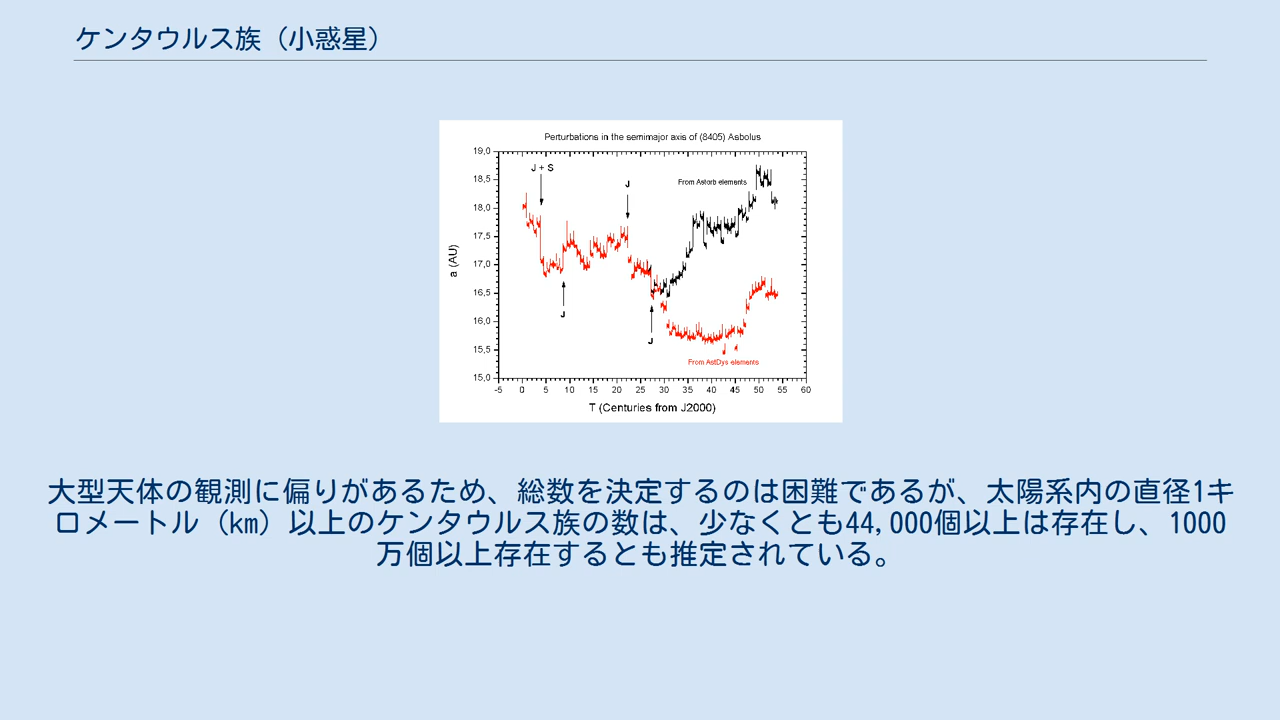 ケンタウルス族（小惑星）
Perturbations in the semimajor axis of (8405) Asbolus
19,0
18,5
18,0
17,5
17,0
16,5
16,0
15,5
15,0
a (AU)
J + S
J
J
J
From Astorb elements
From AstDys elements
-5 0 5 10 15 20 25 30 35 40 45 50 55 60
T (Centuries from J2000)
大型天体の観測に偏りがあるため、総数を決定するのは困難であるが、太陽系内の直径1キ
ロメートル（km）以上のケンタウルス族の数は、少なくとも44,000個以上は存在し、1000
万個以上存在するとも推定されている。